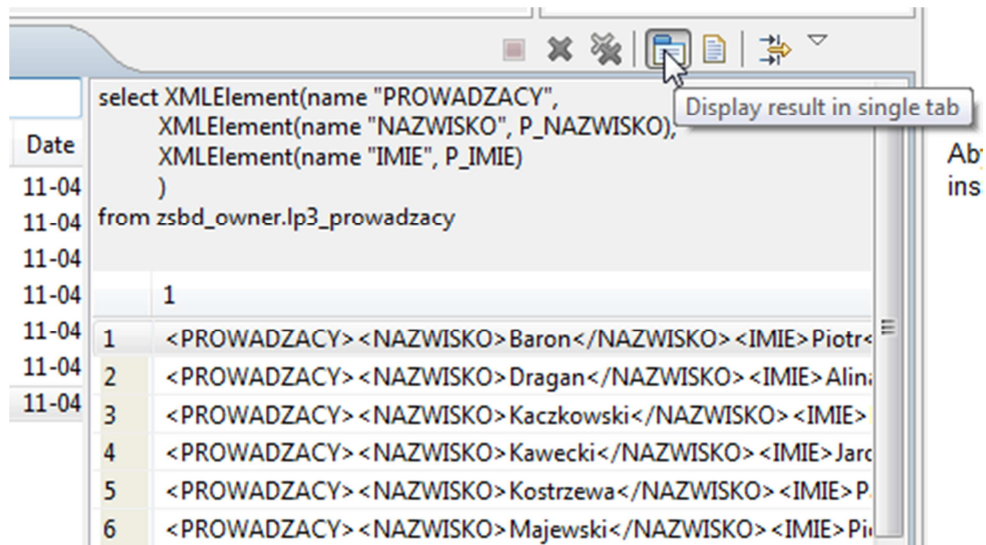 Display result in single tab
select XMLElement(name "PROWADZACY",
XMLElement(name "NAZWISKO", P_NAZWISKO),
XMLElement(name "IMIE", P_IMIE)
)
from zsbd_owner.lp3_prowadzacy
Date
11-04
11-04
11-04
11-04
11-04
11-04
11-04
1
1 <PROWADZACY><NAZWISKO>Baron</NAZWISKO><IMIE>Piotr<
2 <PROWADZACY><NAZWISKO>Dragan</NAZWISKO><IMIE>
3 <PROWADZACY><NAZWISKO>Kaczkowski</NAZWISKO><IMIE>
4 <PROWADZACY><NAZWISKO>Kawecki</NAZWISKO><IMIE>
5 <PROWADZACY><NAZWISKO>Kostrzewa</NAZWISKO><IMIE>P
6 <PROWADZACY><NAZWISKO>Majewski</NAZWISKO><IMIE>
ins